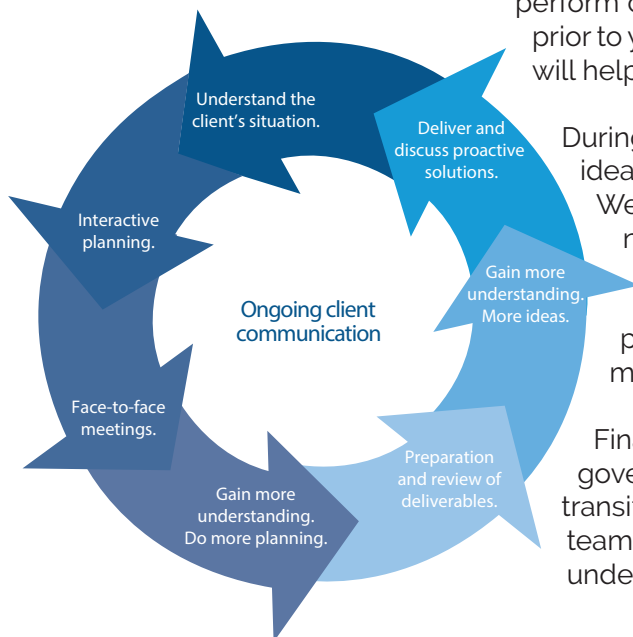 perform
prior to y
will help
During
idea
We
n
p
m
Fina
gove
transi
team
unde
Understand the
client's situation.
Deliver and
discuss proactive
solutions.
Interactive
planning.
Gain more
understanding.
More ideas.
Ongoing client
communication
Face-to-face
meetings.
Preparation
and review of
deliverables.
Gain more
understanding.
Do more planning.